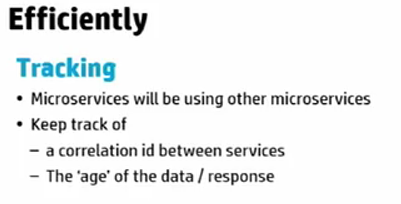 Efficiently
Tracking
• Microservices will be using other microservices
• Keep track of
– a correlation id between services
– The ‘age’ of the data / response